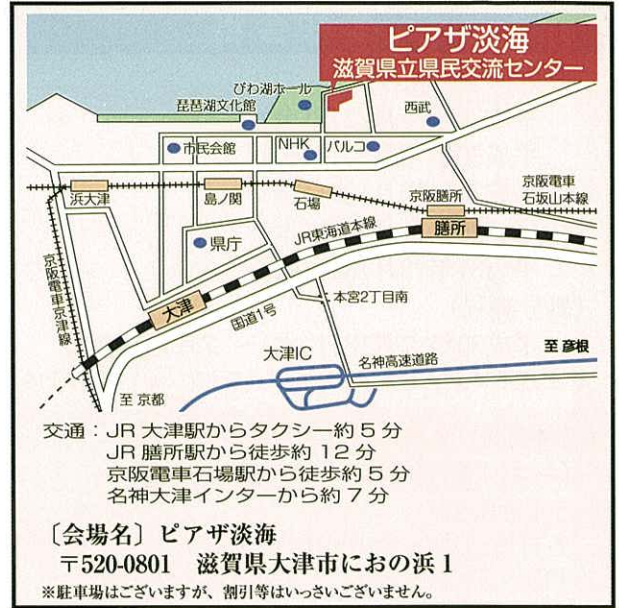 ピアザ淡海
滋賀県立県民交流センター
びわ湖ホール
琵琶湖文化館
西武
市民会館
NHK
パルコ
京阪電車
石坂山本線
浜大津
島ノ関
石場
京阪膳所
膳所
JR東海道本線
県庁
京阪電車京津線
大津
国道1号
本宮2丁目南
大津IC
名神高速道路
至 彦根
至 京都
交通：JR 大津駅からタクシー約 5 分
JR 膳所駅から徒歩約 12 分
京阪電車石場駅から徒歩約 5 分
名神大津インターから約 7 分
〔会場名〕ピアザ淡海
〒520-0801 滋賀県大津市におの浜 1
※駐車場はございますが、割引等はいっさいございません。